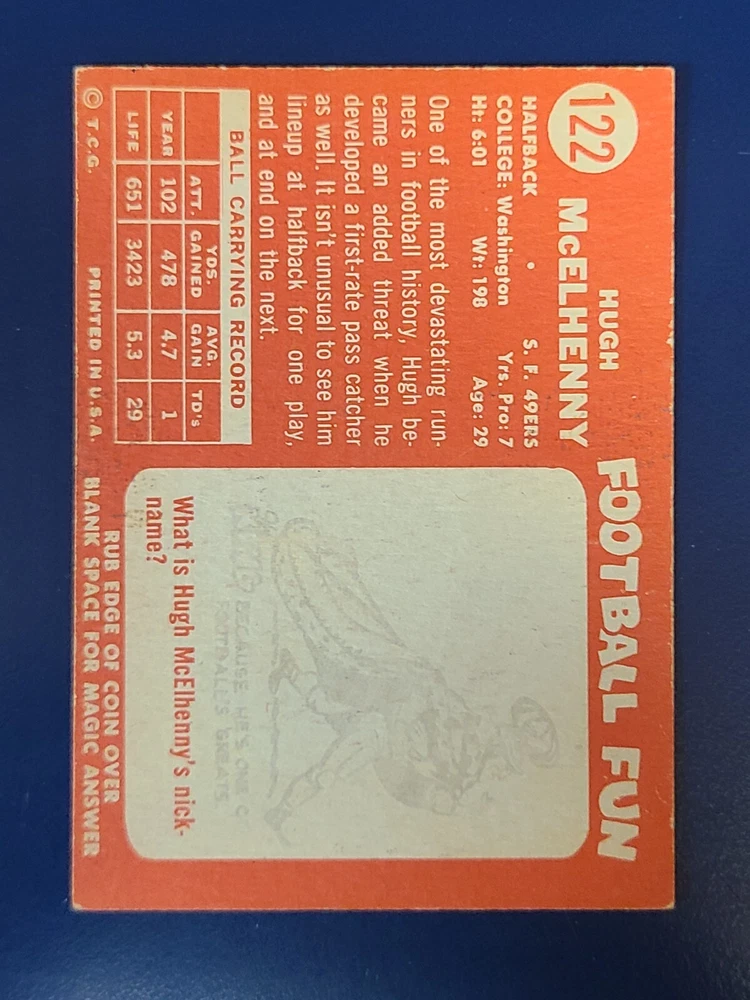 122
HUGH
McELHENNY
HALFBACK • S. F. 49ERS
COLLEGE: Washington Yrs. Pro: 7
Ht: 6:01 Wt: 198 Age: 29
One of the most devastating run-
ners in football history, Hugh be-
came an added threat when he
developed a first-rate pass catcher
as well. It isn't unusual to see him
lineup at halfback for one play,
and at end on the next.
BALL CARRYING RECORD
ATT. YDS. GAINED AVG. GAIN TD's
YEAR 102 478 4.7 1
LIFE 651 3423 5.3 29
© T.C.G. PRINTED IN U.S.A.
FOOTBALL FUN
BECAUSE HE'S ONE
FOOTBALL'S GREATS.
What is Hugh McElhenny's nick-
name?
RUB EDGE OF COIN OVER
BLANK SPACE FOR MAGIC ANSWER